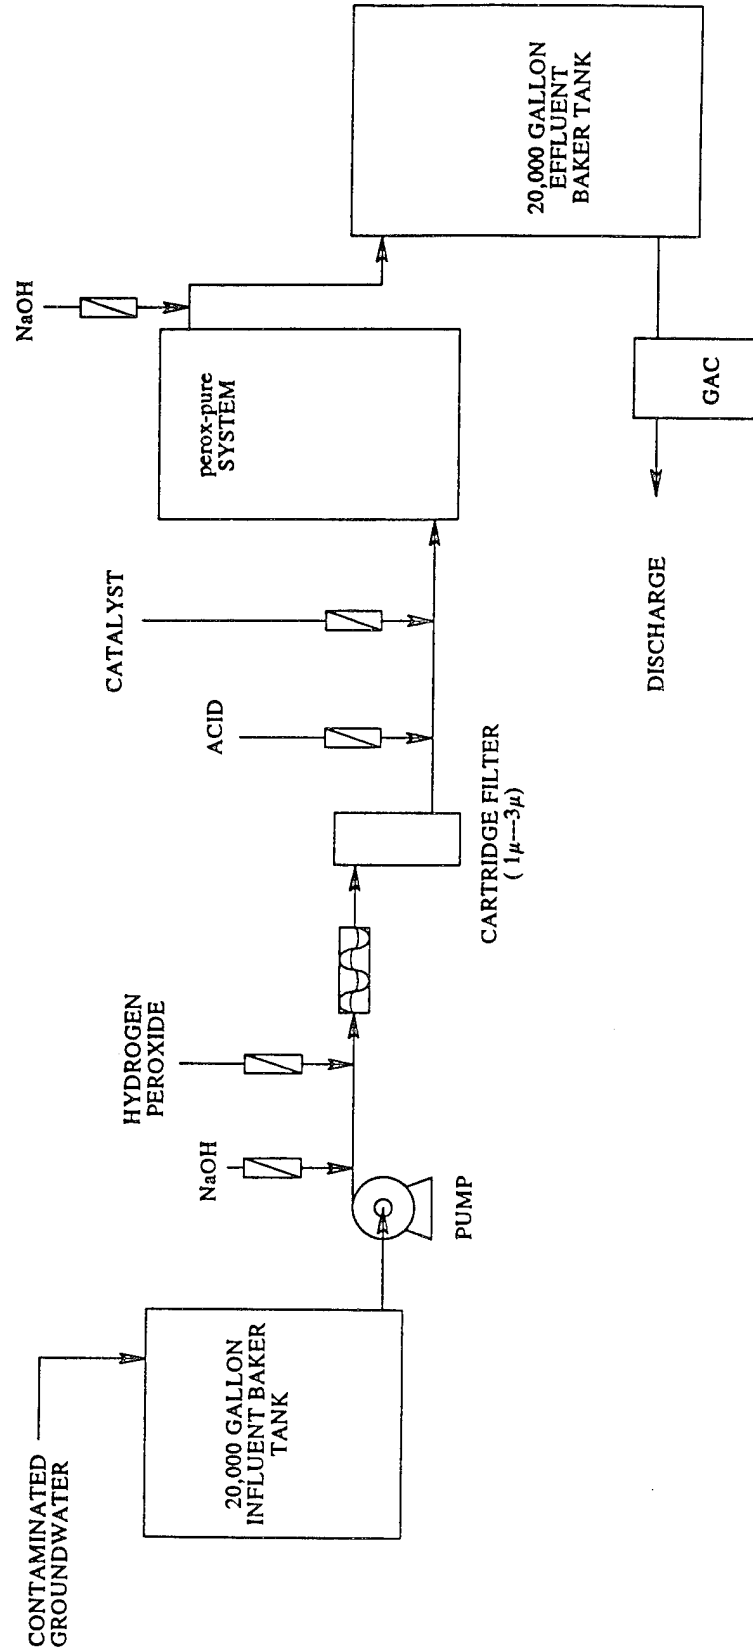 CONTAMINATED
GROUNDWATER
20,000 GALLON
INFLUENT BAKER
TANK
PUMP
NaOH
HYDROGEN
PEROXIDE
CARTRIDGE FILTER
( 1μ---3μ)
ACID
CATALYST
perox-pure
SYSTEM
NaOH
20,000 GALLON
EFFLUENT
BAKER TANK
GAC
DISCHARGE